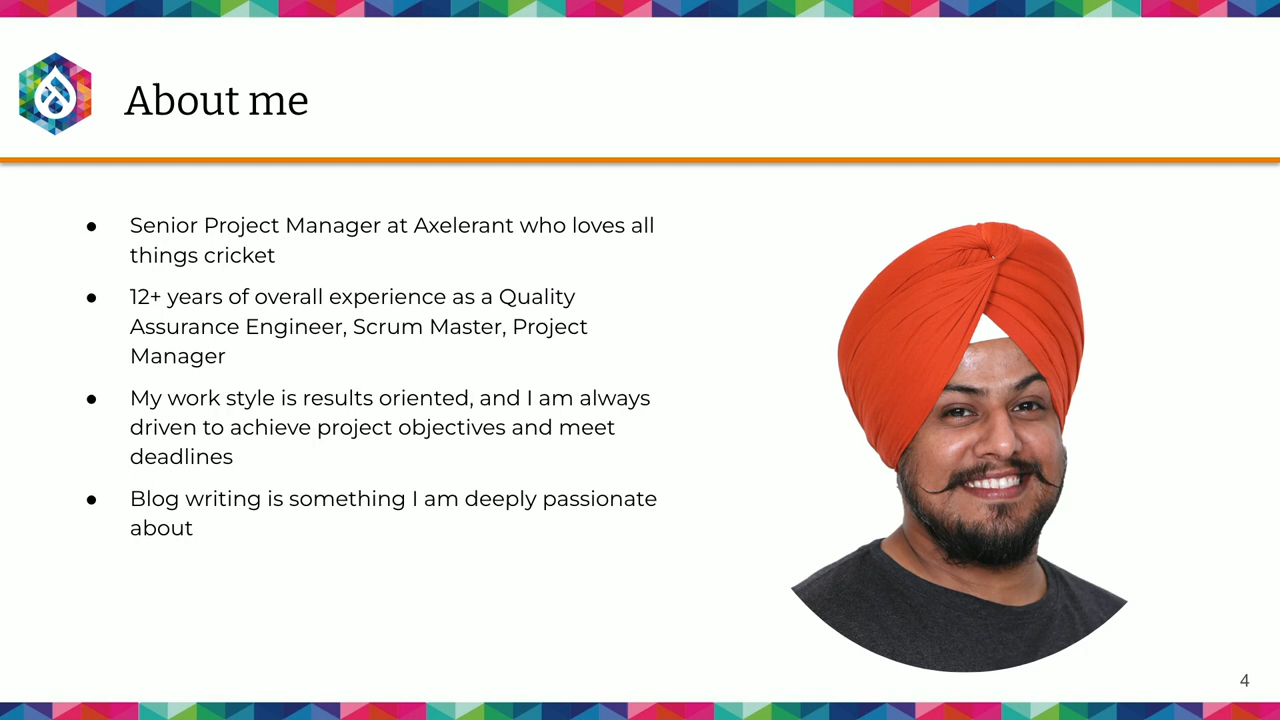 About me
● Senior Project Manager at Axelerant who loves all
things cricket
● 12+ years of overall experience as a Quality
Assurance Engineer, Scrum Master, Project
Manager
● My work style is results oriented, and I am always
driven to achieve project objectives and meet
deadlines
● Blog writing is something I am deeply passionate
about
4